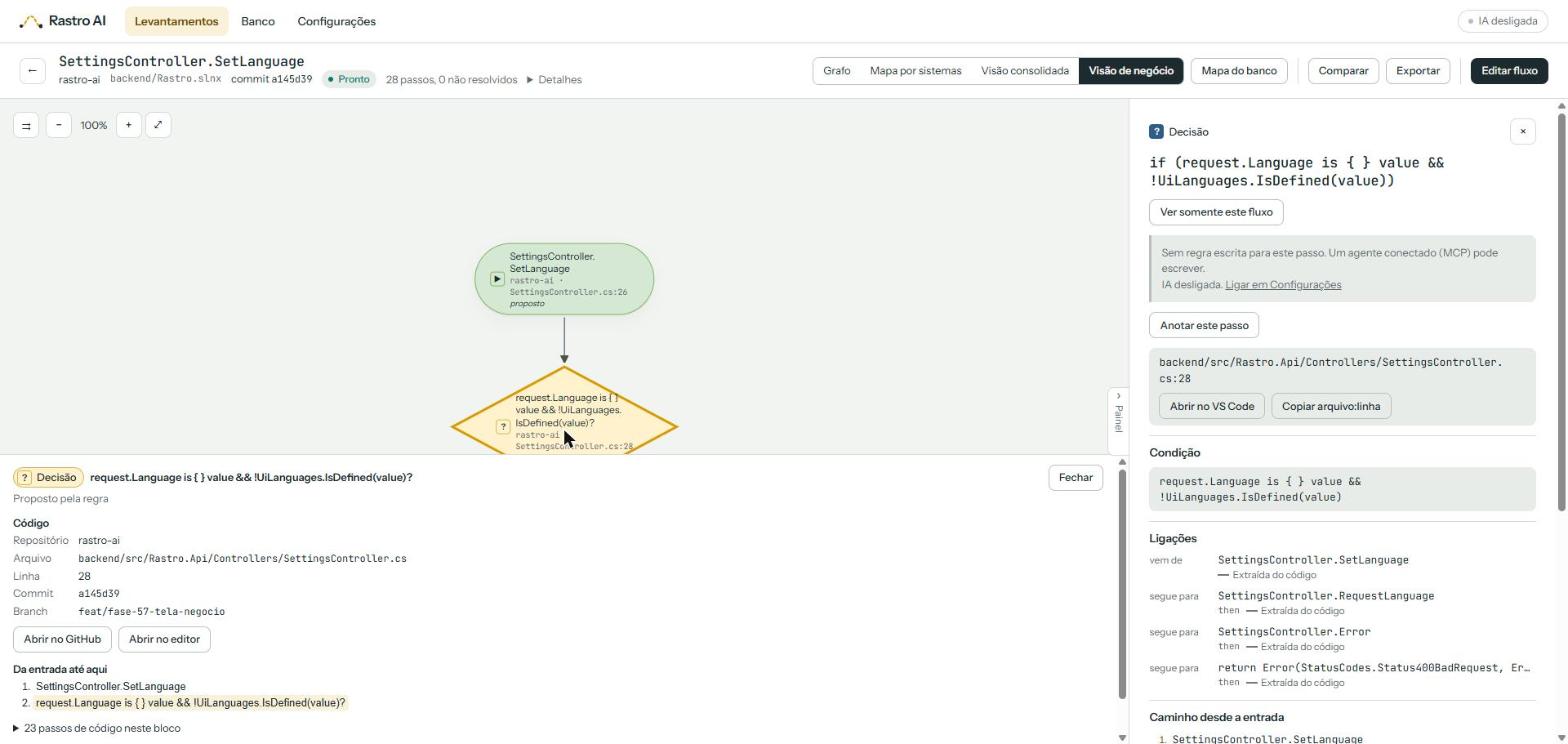 Rastro AI
Levantamentos
Banco
Configurações
IA desligada
←
SettingsController.SetLanguage
rastro-ai backend/Rastro.slnx commit a145d39 Pronto 28 passos, 0 não resolvidos Detalhes
Grafo
Mapa por sistemas
Visão consolidada
Visão de negócio
Mapa do banco
Comparar
Exportar
Editar fluxo
− 100% +
SettingsController.
SetLanguage
rastro-ai ·
SettingsController.cs:26
proposto
request.Language is { }
value && !UiLanguages.
? IsDefined(value)?
rastro-ai
SettingsController.cs:28
Painel
? Decisão request.Language is { } value && !UiLanguages.IsDefined(value)?
Fechar
Proposto pela regra
Código
Repositório rastro-ai
Arquivo backend/src/Rastro.Api/Controllers/SettingsController.cs
Linha 28
Commit a145d39
Branch feat/fase-57-tela-negocio
Abrir no GitHub
Abrir no editor
Da entrada até aqui
1. SettingsController.SetLanguage
2. request.Language is { } value && !UiLanguages.IsDefined(value)?
23 passos de código neste bloco
? Decisão
×
if (request.Language is { } value &&
!UiLanguages.IsDefined(value))
Ver somente este fluxo
Sem regra escrita para este passo. Um agente conectado (MCP) pode
escrever.
IA desligada. Ligar em Configurações
Anotar este passo
backend/src/Rastro.Api/Controllers/SettingsController.
cs:28
Abrir no VS Code
Copiar arquivo:linha
Condição
request.Language is { } value &&
!UiLanguages.IsDefined(value)
Ligações
vem de SettingsController.SetLanguage
— Extraída do código
segue para SettingsController.RequestLanguage
then — Extraída do código
segue para SettingsController.Error
then — Extraída do código
segue para return Error(StatusCodes.Status400BadRequest, Er…
then — Extraída do código
Caminho desde a entrada
1. SettingsController.SetLanguage